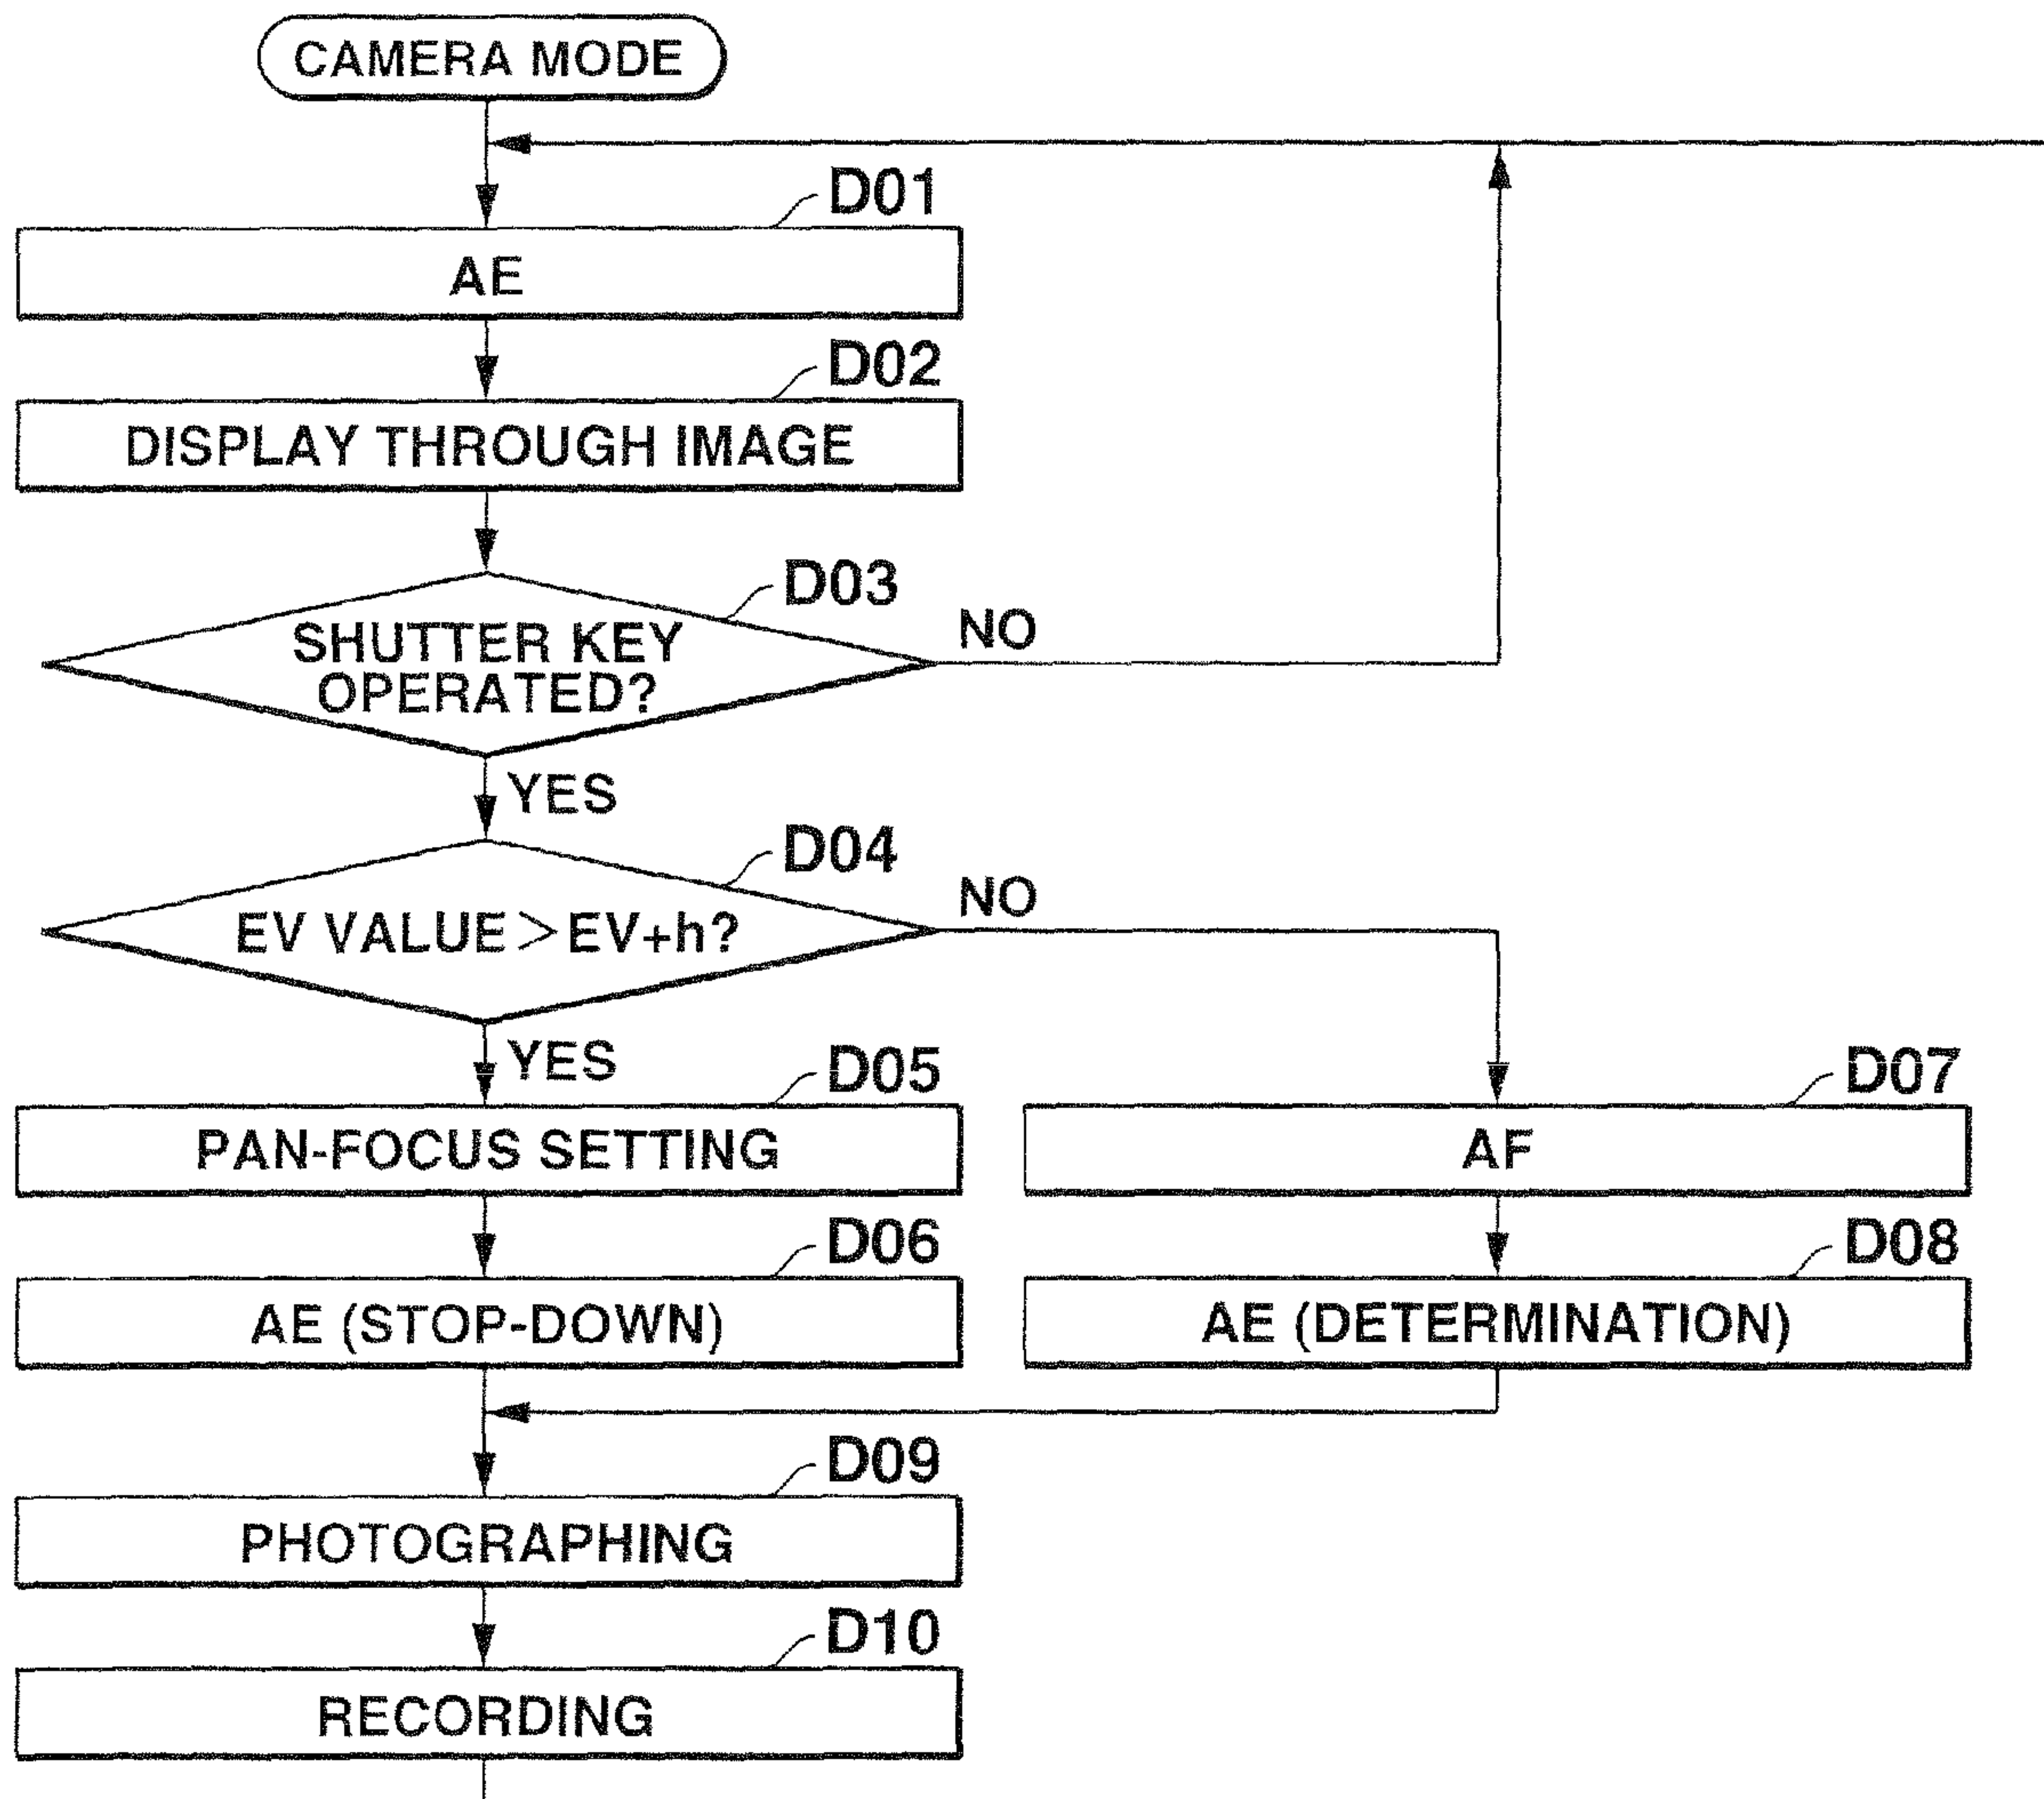 CAMERA MODE
D01
AE
D02
DISPLAY THROUGH IMAGE
D03
SHUTTER KEY
OPERATED?
NO
YES
D04
EV VALUE>EV+h?
NO
YES
D05
PAN-FOCUS SETTING
D07
AF
D06
AE (STOP-DOWN)
D08
AE (DETERMINATION)
D09
PHOTOGRAPHING
D10
RECORDING